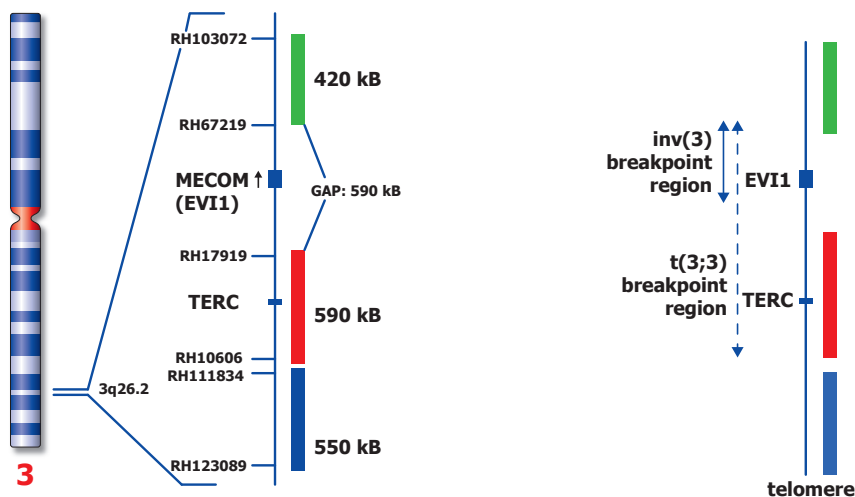 RH103072
420 kB
RH67219
MECOM
(EVI1)
GAP: 590 kB
RH17919
TERC
590 kB
RH10606
RH111834
3q26.2
550 kB
RH123089
3
inv(3)
breakpoint
region
EVI1
t(3;3)
breakpoint
region
TERC
telomere